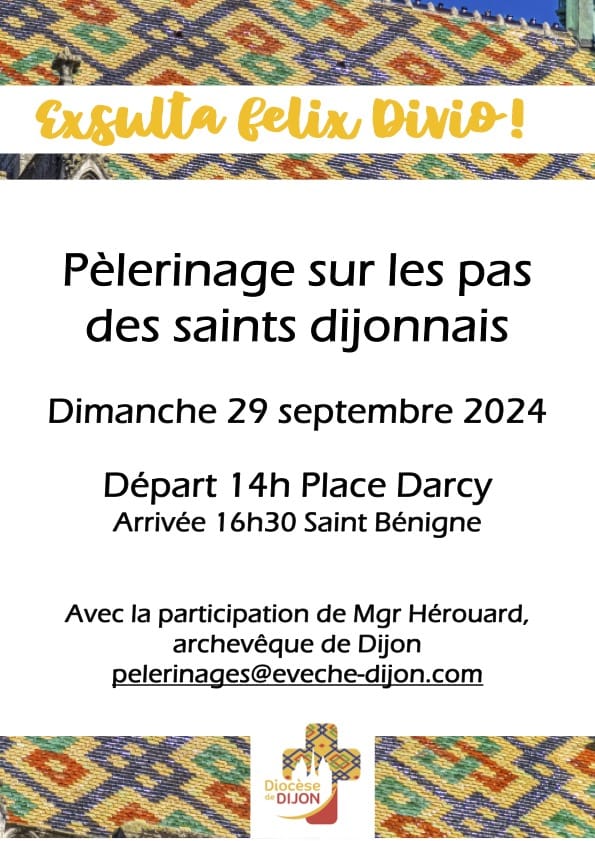 Exsulta felix Divio!
Pèlerinage sur les pas
des saints dijonnais
Dimanche 29 septembre 2024
Départ 14h Place Darcy
Arrivée 16h30 Saint Bénigne
Avec la participation de Mgr Hérouard,
archevêque de Dijon
pelerinages@eveche-dijon.com
Diocèse
de DIJON